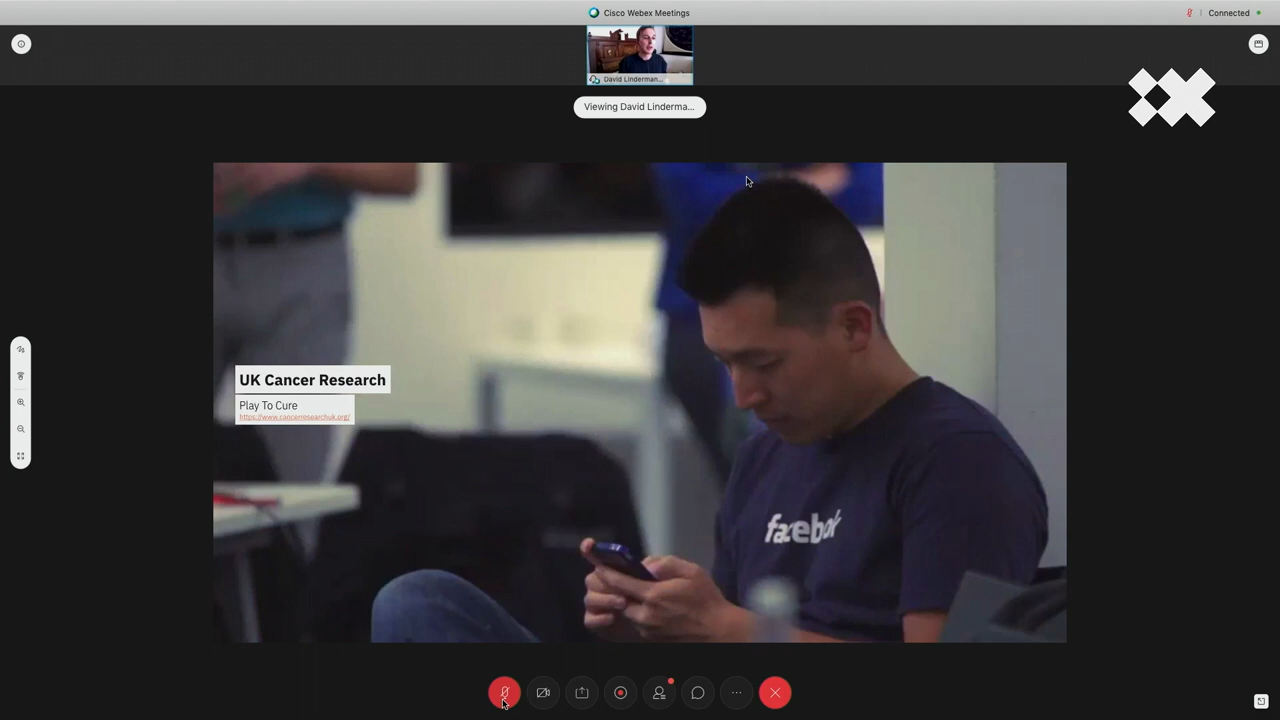 Cisco Webex Meetings
Connected
David Linderman...
Viewing David Linderma...
UK Cancer Research
Play To Cure
https://www.cancerresearchuk.org/
facebook